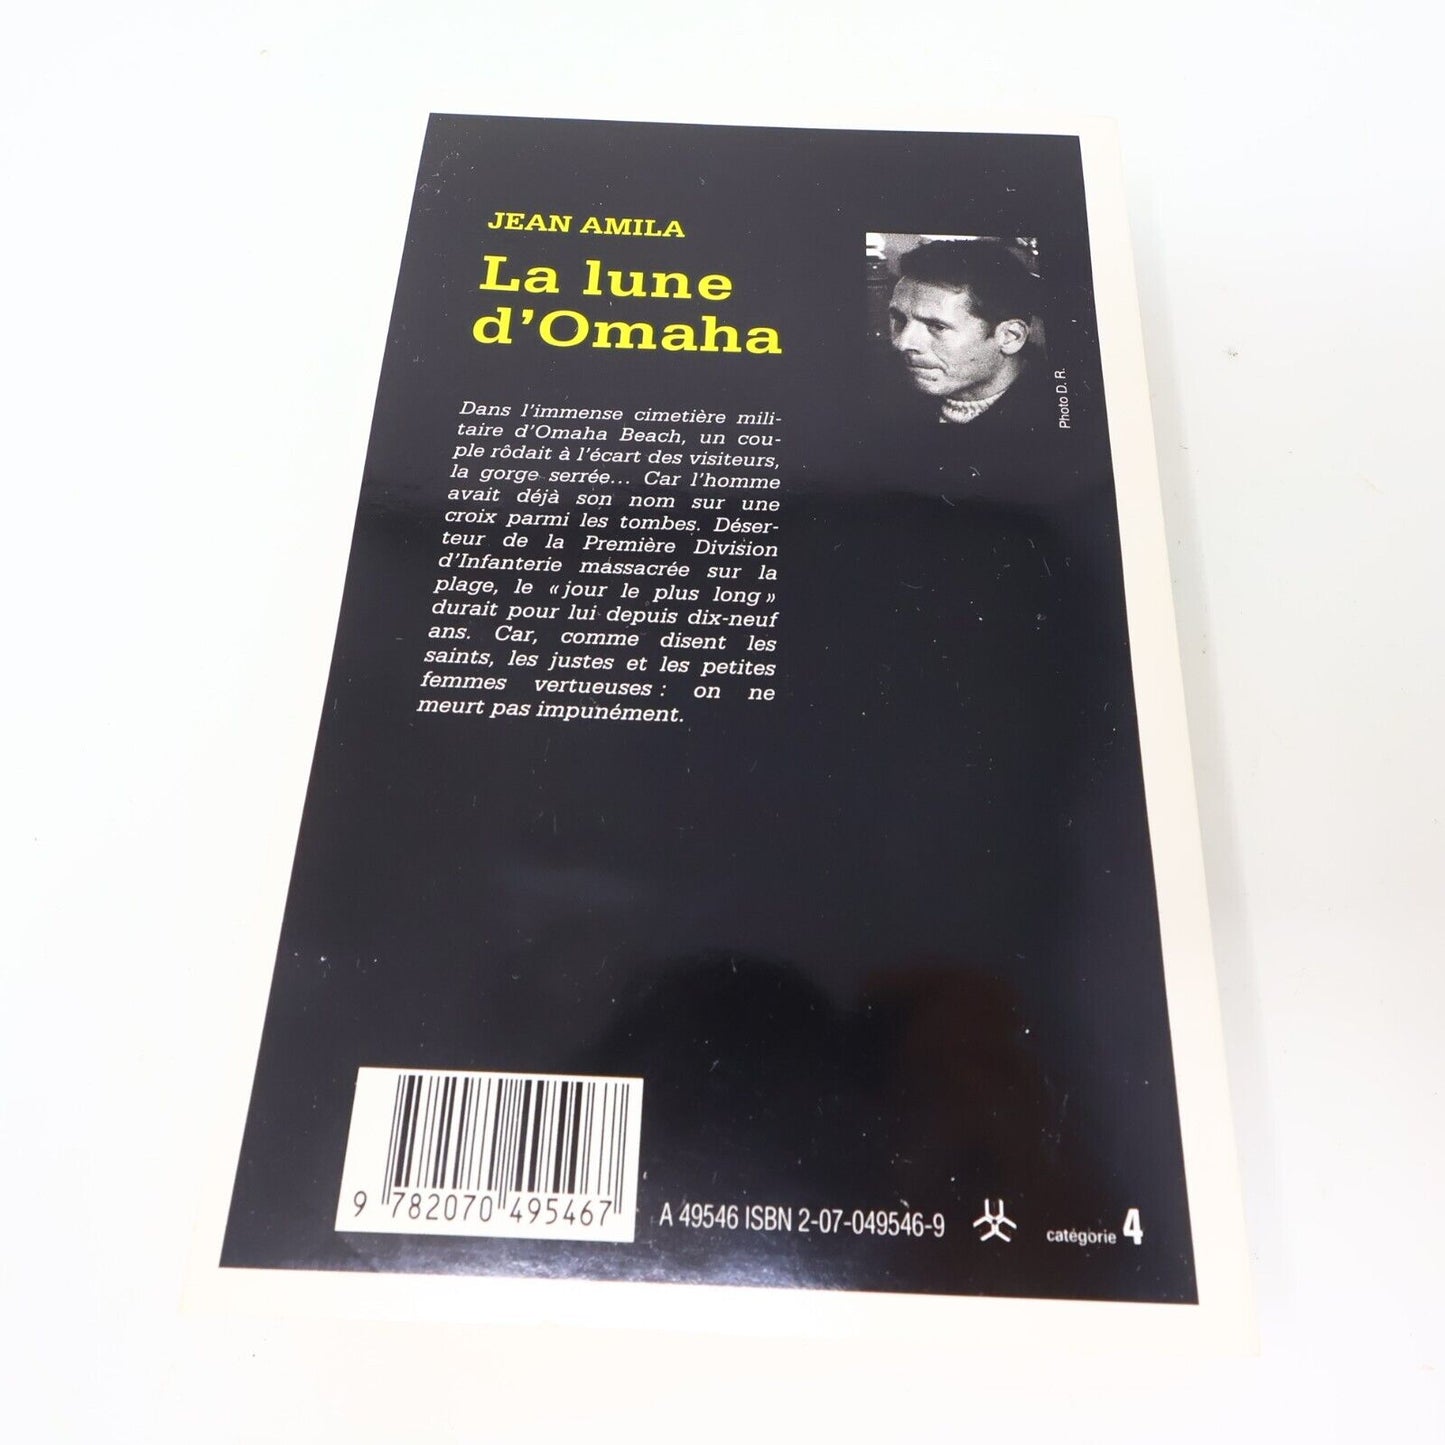 JEAN AMILA
La lune
d'Omaha
Dans l'immense cimetière mili-
taire d'Omaha Beach, un cou-
ple rôdait à l'écart des visiteurs,
la gorge serrée... Car l'homme
avait déjà son nom sur une
croix parmi les tombes. Déser-
teur de la Première Division
d'Infanterie massacrée sur la
plage, le «jour le plus long»
durait pour lui depuis dix-neuf
ans. Car, comme disent les
saints, les justes et les petites
femmes vertueuses : on ne
meurt pas impunément.
Photo D. R.
9 782070 495467
A 49546 ISBN 2-07-049546-9
catégorie 4